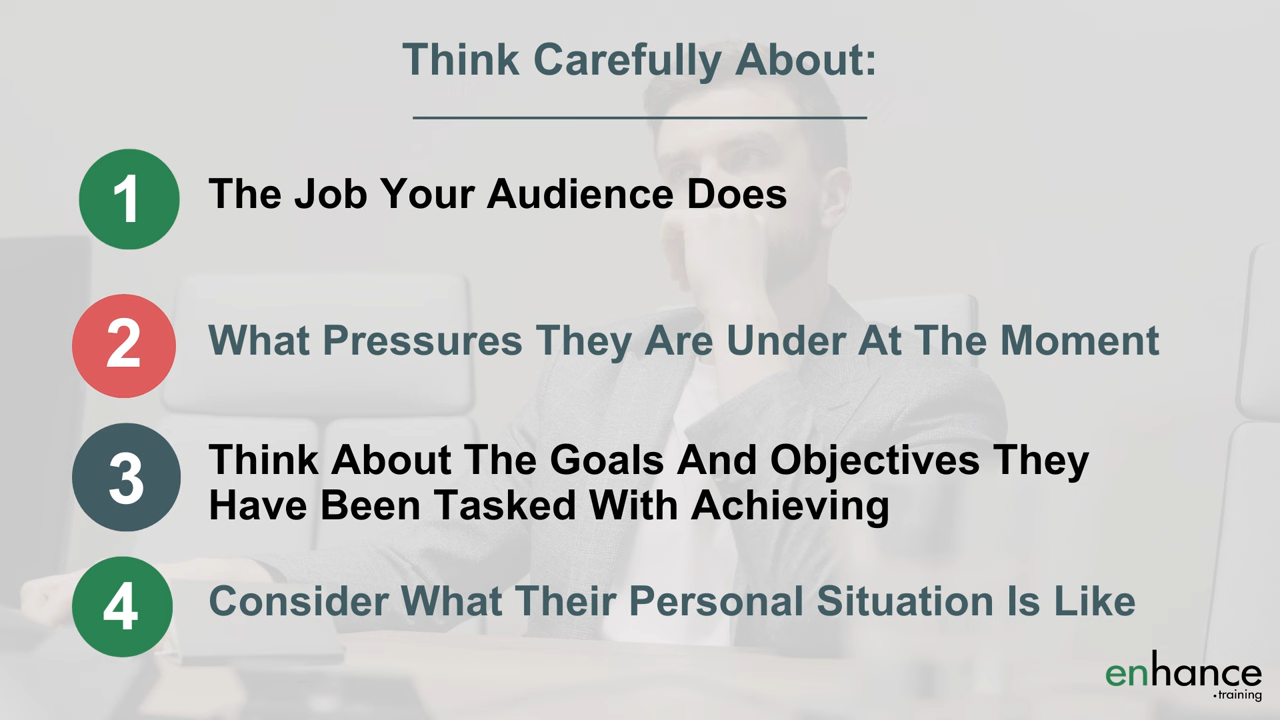 Think Carefully About:
1
The Job Your Audience Does
2
What Pressures They Are Under At The Moment
3
Think About The Goals And Objectives They
Have Been Tasked With Achieving
4
Consider What Their Personal Situation Is Like
enhance
.training